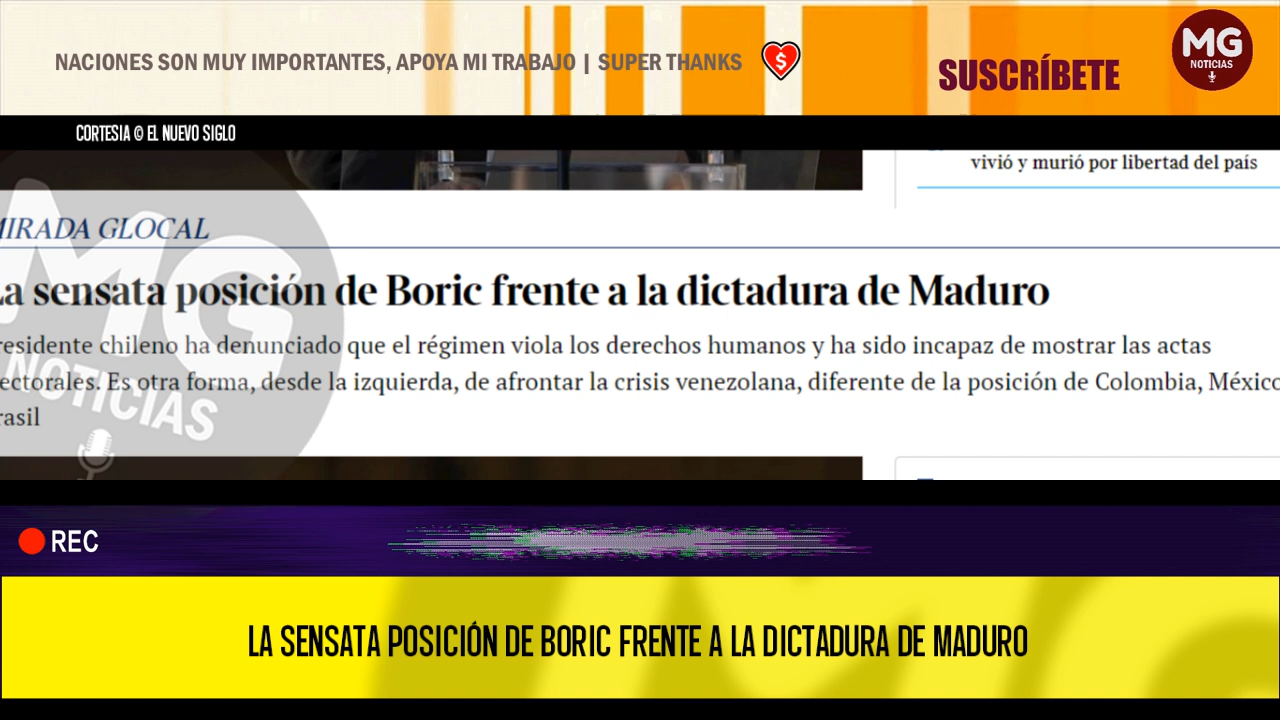 NACIONES SON MUY IMPORTANTES, APOYA MI TRABAJO | SUPER THANKS
$
SUSCRÍBETE
MG
NOTICIAS
CORTESIA © EL NUEVO SIGLO
vivió y murió por libertad del país
MIRADA GLOCAL
La sensata posición de Boric frente a la dictadura de Maduro
residente chileno ha denunciado que el régimen viola los derechos humanos y ha sido incapaz de mostrar las actas
ectorales. Es otra forma, desde la izquierda, de afrontar la crisis venezolana, diferente de la posición de Colombia, México
rasil
MG
NOTICIAS
REC
LA SENSATA POSICIÓN DE BORIC FRENTE A LA DICTADURA DE MADURO